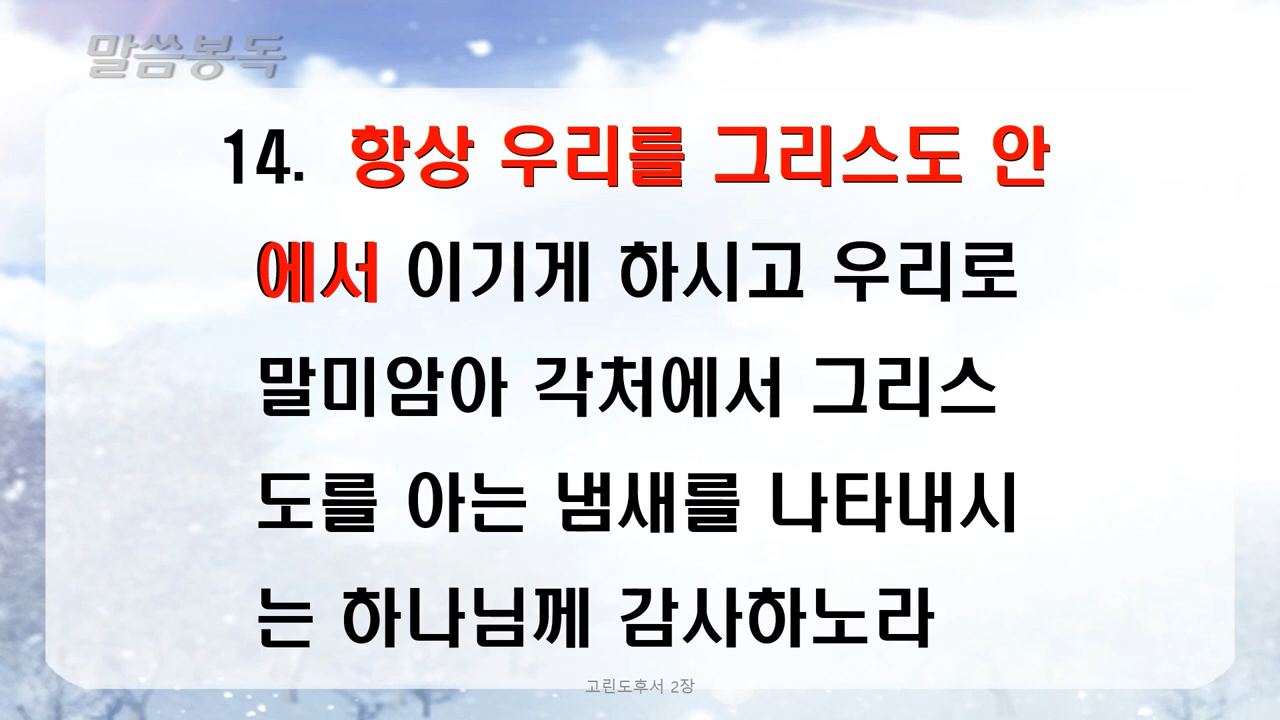 말씀봉독
14. 항상 우리를 그리스도 안
에서 이기게 하시고 우리로
말미암아 각처에서 그리스
도를 아는 냄새를 나타내시
는 하나님께 감사하노라
고린도후서 2장